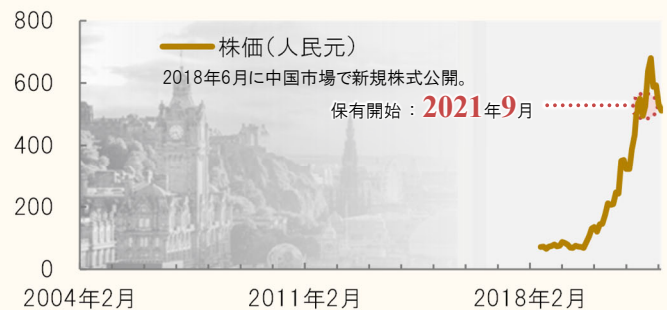 800
株価（人民元）
2018年6月に中国市場で新規株式公開。
600
保有開始：2021年9月
400
200
0
2004年2月
2011年2月
2018年2月